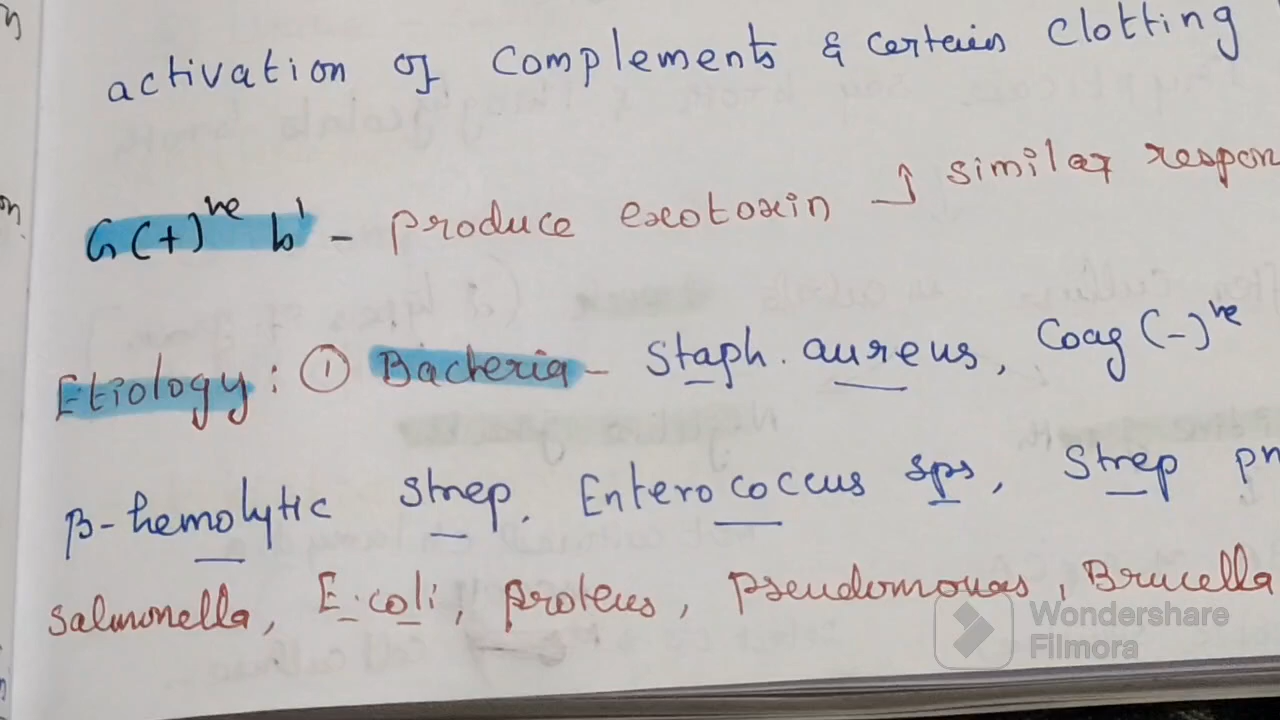 activation of complements & certain clotting
G(+)ve b' - produce exotoxin → similar respon
Etiology: ① Bacteria - Staph. aureus, Coag (-)ve
β-hemolytic strep, Enterococcus sps, Strep pn
Salmonella, E.coli, proteus, pseudomonas, Brucella
Wondershare
Filmora